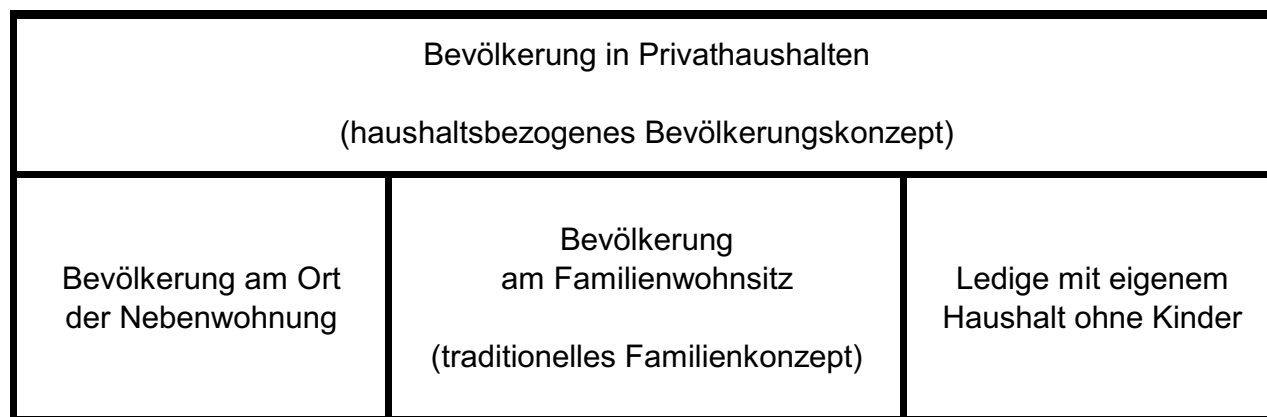 Bevölkerung in Privathaushalten
(haushaltsbezogenes Bevölkerungskonzept)
Bevölkerung am Ort
der Nebenwohnung
Bevölkerung
am Familienwohnsitz
(traditionelles Familienkonzept)
Ledige mit eigenem
Haushalt ohne Kinder